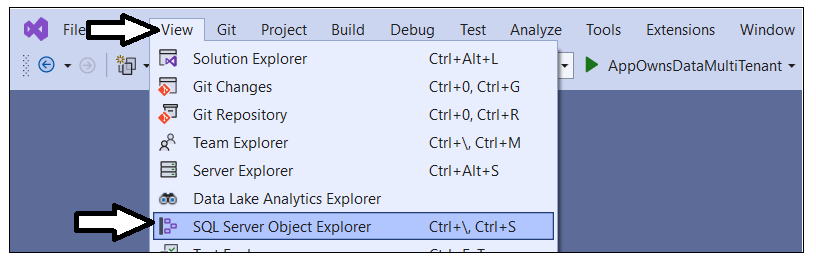 File View Git Project Build Debug Test Analyze Tools Extensions Window
AppOwnsDataMultiTenant
Solution Explorer Ctrl+Alt+L
Git Changes Ctrl+0, Ctrl+G
Git Repository Ctrl+0, Ctrl+R
Team Explorer Ctrl+\, Ctrl+M
Server Explorer Ctrl+Alt+S
Data Lake Analytics Explorer
SQL Server Object Explorer Ctrl+\, Ctrl+S